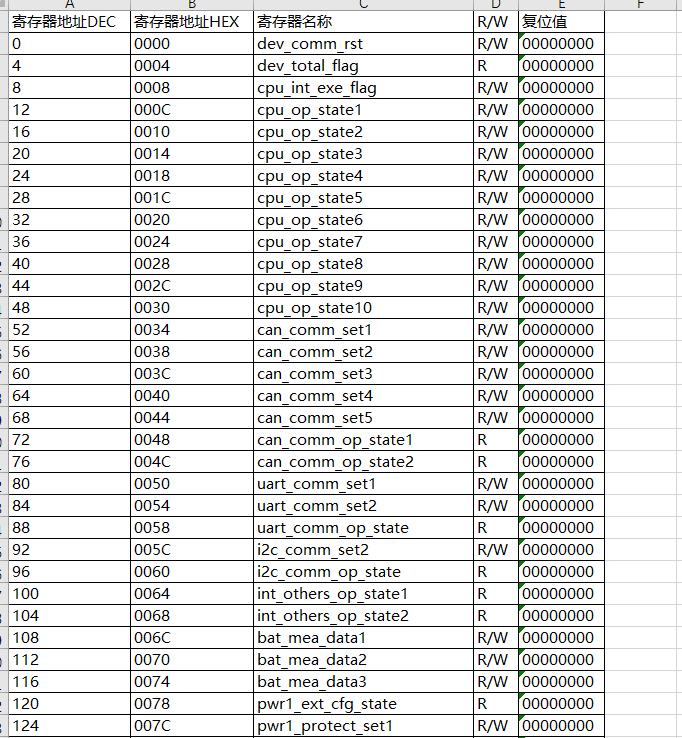 A B C D E F
寄存器地址DEC 寄存器地址HEX 寄存器名称 R/W 复位值
0 0000 dev_comm_rst R/W 00000000
4 0004 dev_total_flag R 00000000
8 0008 cpu_int_exe_flag R/W 00000000
12 000C cpu_op_state1 R/W 00000000
16 0010 cpu_op_state2 R/W 00000000
20 0014 cpu_op_state3 R/W 00000000
24 0018 cpu_op_state4 R/W 00000000
28 001C cpu_op_state5 R/W 00000000
32 0020 cpu_op_state6 R/W 00000000
36 0024 cpu_op_state7 R/W 00000000
40 0028 cpu_op_state8 R/W 00000000
44 002C cpu_op_state9 R/W 00000000
48 0030 cpu_op_state10 R/W 00000000
52 0034 can_comm_set1 R/W 00000000
56 0038 can_comm_set2 R/W 00000000
60 003C can_comm_set3 R/W 00000000
64 0040 can_comm_set4 R/W 00000000
68 0044 can_comm_set5 R/W 00000000
72 0048 can_comm_op_state1 R 00000000
76 004C can_comm_op_state2 R 00000000
80 0050 uart_comm_set1 R/W 00000000
84 0054 uart_comm_set2 R/W 00000000
88 0058 uart_comm_op_state R 00000000
92 005C i2c_comm_set2 R/W 00000000
96 0060 i2c_comm_op_state R 00000000
100 0064 int_others_op_state1 R 00000000
104 0068 int_others_op_state2 R 00000000
108 006C bat_mea_data1 R/W 00000000
112 0070 bat_mea_data2 R/W 00000000
116 0074 bat_mea_data3 R/W 00000000
120 0078 pwr1_ext_cfg_state R 00000000
124 007C pwr1_protect_set1 R/W 00000000